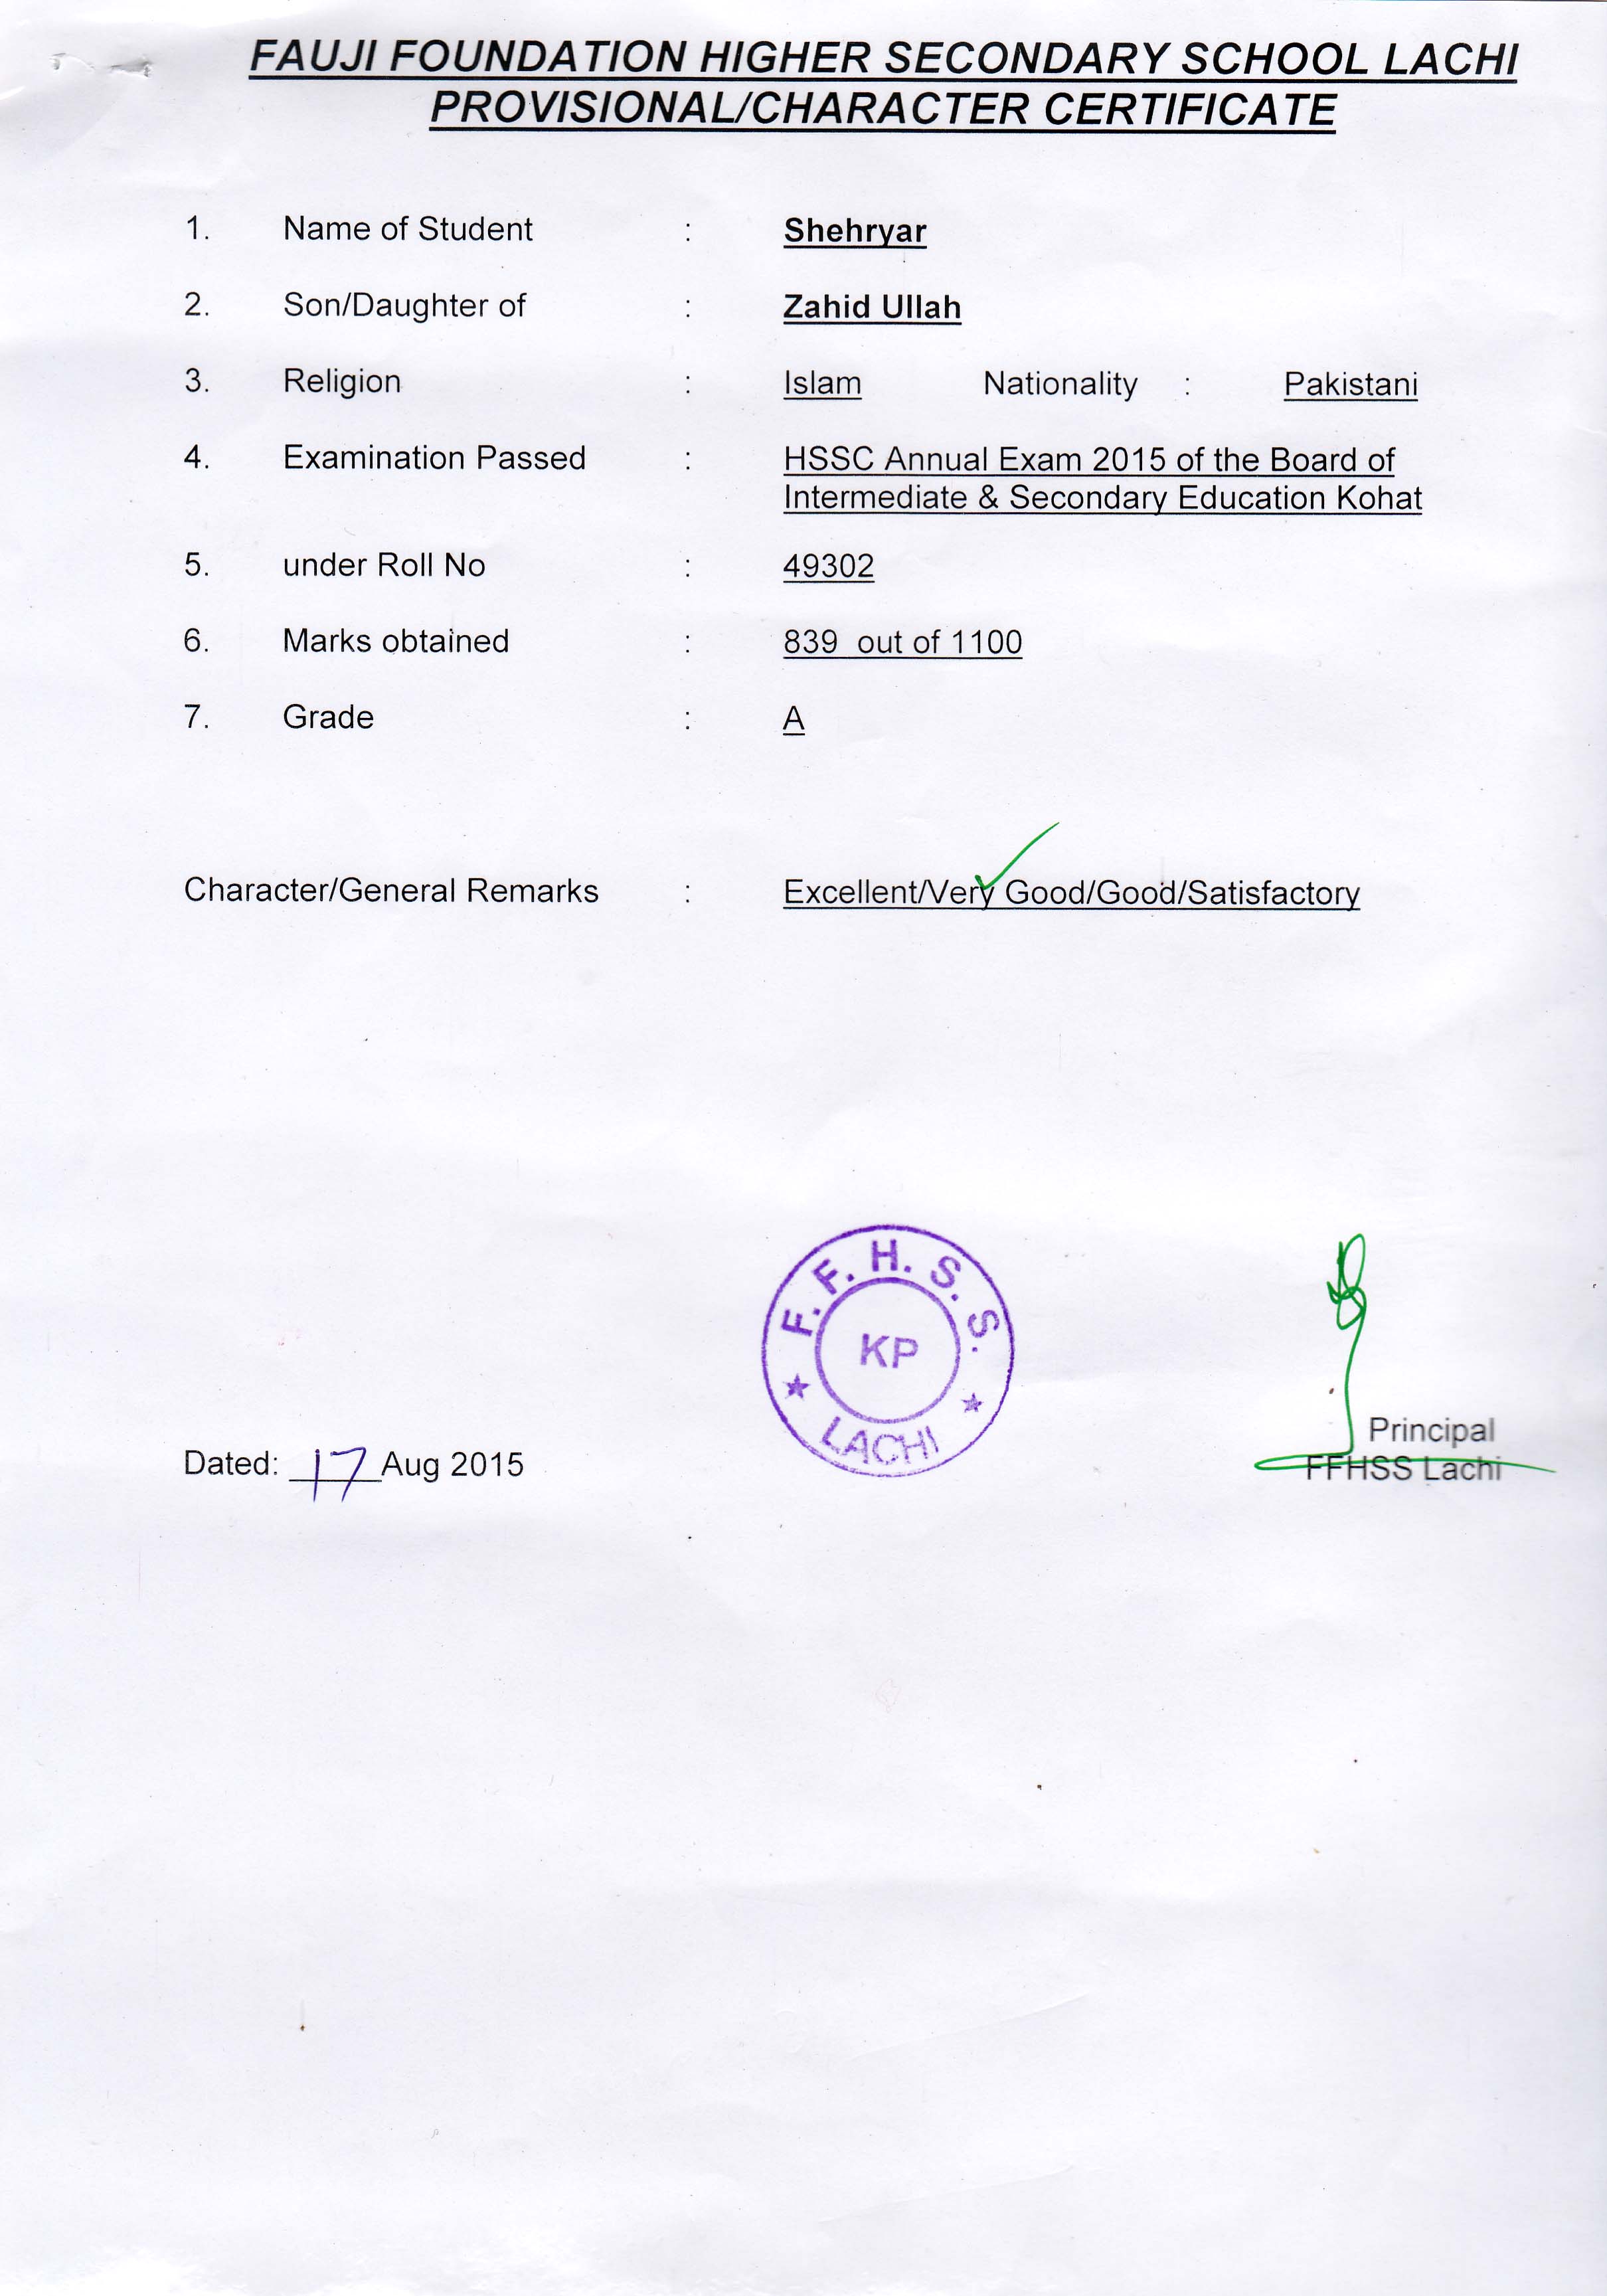 FAUJI FOUNDATION HIGHER SECONDARY SCHOOL LACHI
PROVISIONAL/CHARACTER CERTIFICATE
1. Name of Student : Shehryar
2. Son/Daughter of : Zahid Ullah
3. Religion : Islam Nationality : Pakistani
4. Examination Passed : HSSC Annual Exam 2015 of the Board of
Intermediate & Secondary Education Kohat
5. under Roll No : 49302
6. Marks obtained : 839 out of 1100
7. Grade : A
Character/General Remarks : Excellent/Very Good/Good/Satisfactory
F.F.H.S.S.
KP
LACHI
Principal
Dated: 17 Aug 2015
FFHSS Lachi